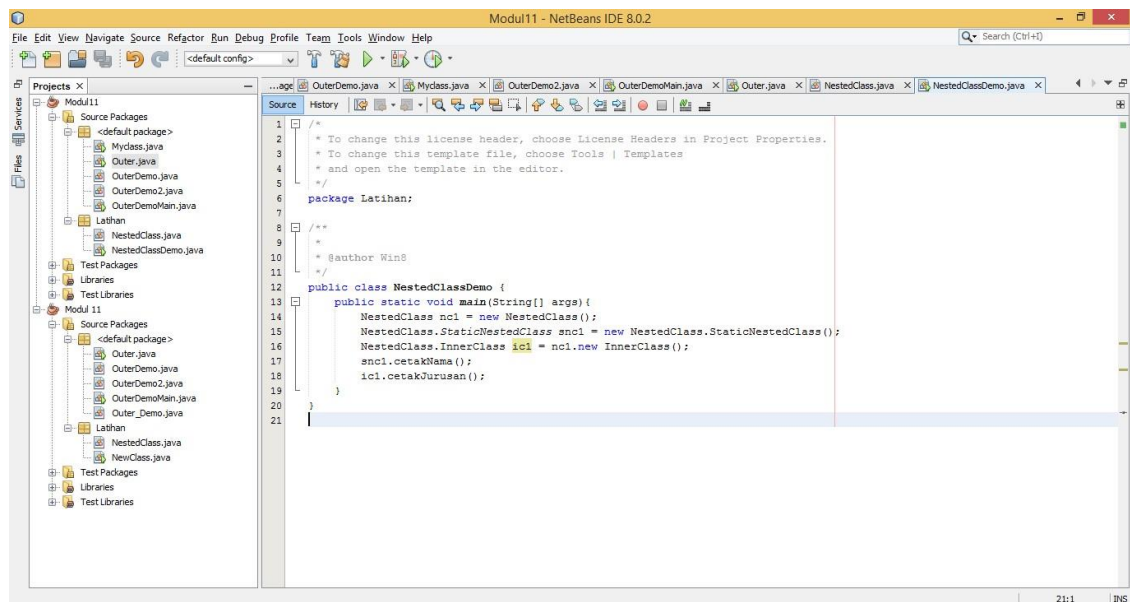 Modul11 - NetBeans IDE 8.0.2
File Edit View Navigate Source Refactor Run Debug Profile Team Tools Window Help
Search (Ctrl+I)
<default config>
Projects
Services
Files
Modul11
Source Packages
<default package>
Myclass.java
Outer.java
OuterDemo.java
OuterDemo2.java
OuterDemoMain.java
Latihan
NestedClass.java
NestedClassDemo.java
Test Packages
Libraries
Test Libraries
Modul 11
Source Packages
<default package>
Outer.java
OuterDemo.java
OuterDemo2.java
OuterDemoMain.java
Outer_Demo.java
Latihan
NestedClass.java
NewClass.java
Test Packages
Libraries
Test Libraries
...age OuterDemo.java Myclass.java OuterDemo2.java OuterDemoMain.java Outer.java NestedClass.java NestedClassDemo.java
Source History
1 /*
2 * To change this license header, choose License Headers in Project Properties.
3 * To change this template file, choose Tools | Templates
4 * and open the template in the editor.
5 */
6 package Latihan;
7
8 /**
9 *
10 * @author Win8
11 */
12 public class NestedClassDemo {
13 public static void main(String[] args){
14 NestedClass nc1 = new NestedClass();
15 NestedClass.StaticNestedClass snc1 = new NestedClass.StaticNestedClass();
16 NestedClass.InnerClass ic1 = nc1.new InnerClass();
17 snc1.cetakNama();
18 ic1.cetakJurusan();
19 }
20 }
21
21:1 INS